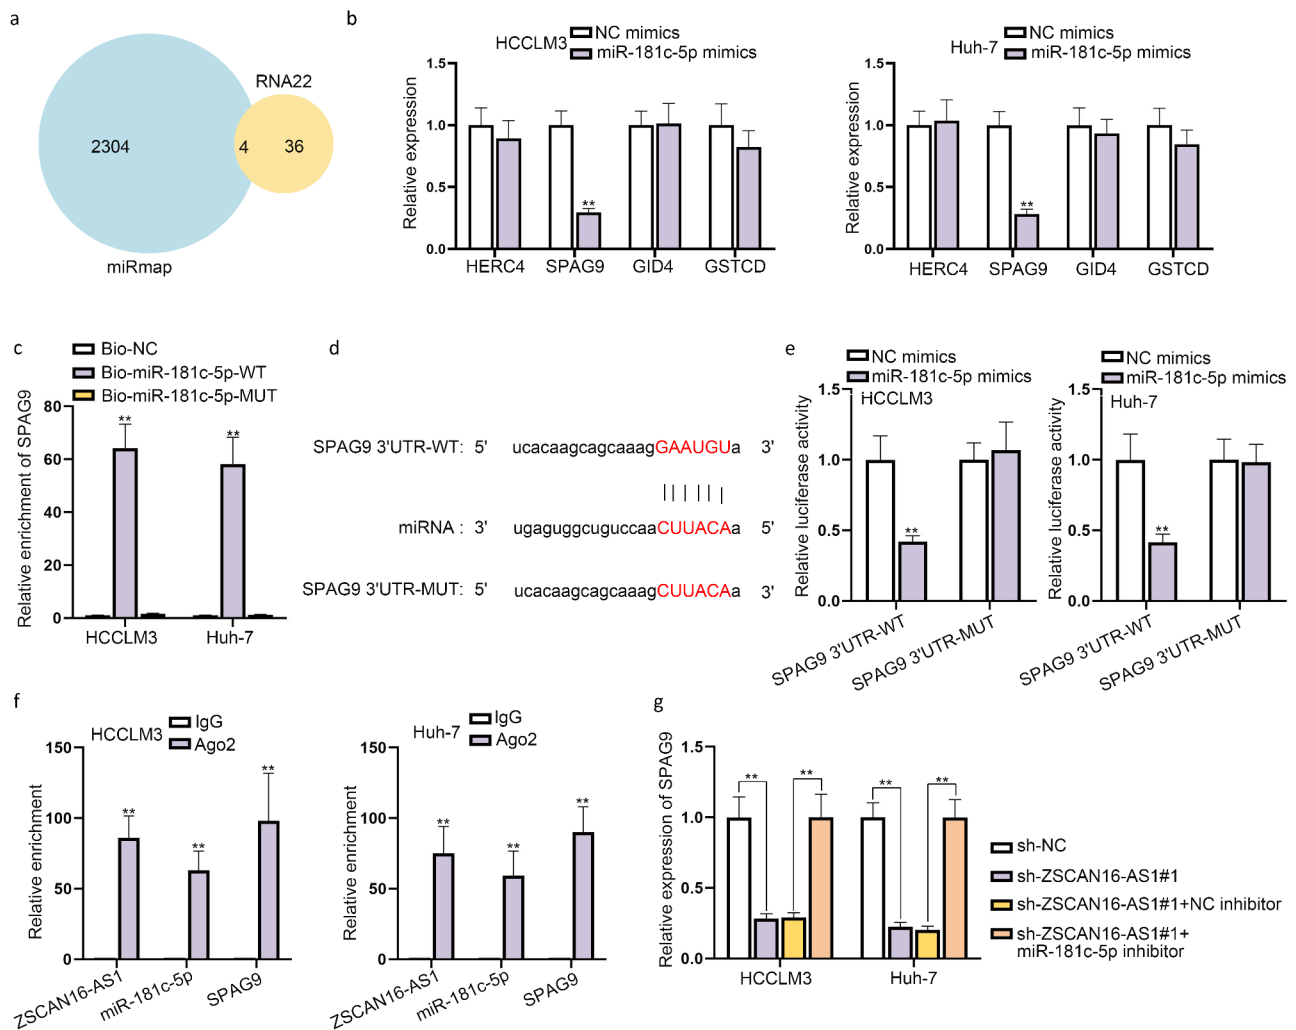 a
RNA22
2304
4
36
miRmap
b
HCCLM3
NC mimics
miR-181c-5p mimics
Relative expression
1.5
1.0
0.5
0.0
**
HERC4
SPAG9
GID4
GSTCD
Huh-7
NC mimics
miR-181c-5p mimics
Relative expression
1.5
1.0
0.5
0.0
**
HERC4
SPAG9
GID4
GSTCD
c
Bio-NC
Bio-miR-181c-5p-WT
Bio-miR-181c-5p-MUT
Relative enrichment of SPAG9
80
60
40
20
0
**
**
HCCLM3
Huh-7
d
SPAG9 3'UTR-WT: 5' ucacaagcagcaaagGAAUGUa 3'
miRNA : 3' ugaguggcuguccaaCUUACAa 5'
SPAG9 3'UTR-MUT: 5' ucacaagcagcaaagCUUACAa 3'
e
NC mimics
miR-181c-5p mimics
HCCLM3
Relative luciferase activity
1.5
1.0
0.5
0.0
**
SPAG9 3'UTR-WT
SPAG9 3'UTR-MUT
NC mimics
miR-181c-5p mimics
Huh-7
Relative luciferase activity
1.5
1.0
0.5
0.0
**
SPAG9 3'UTR-WT
SPAG9 3'UTR-MUT
f
HCCLM3
IgG
Ago2
Relative enrichment
150
100
50
0
**
**
**
ZSCAN16-AS1
miR-181c-5p
SPAG9
Huh-7
IgG
Ago2
Relative enrichment
150
100
50
0
**
**
**
ZSCAN16-AS1
miR-181c-5p
SPAG9
g
Relative expression of SPAG9
1.5
1.0
0.5
0.0
**
**
**
**
HCCLM3
Huh-7
sh-NC
sh-ZSCAN16-AS1#1
sh-ZSCAN16-AS1#1+NC inhibitor
sh-ZSCAN16-AS1#1+
miR-181c-5p inhibitor